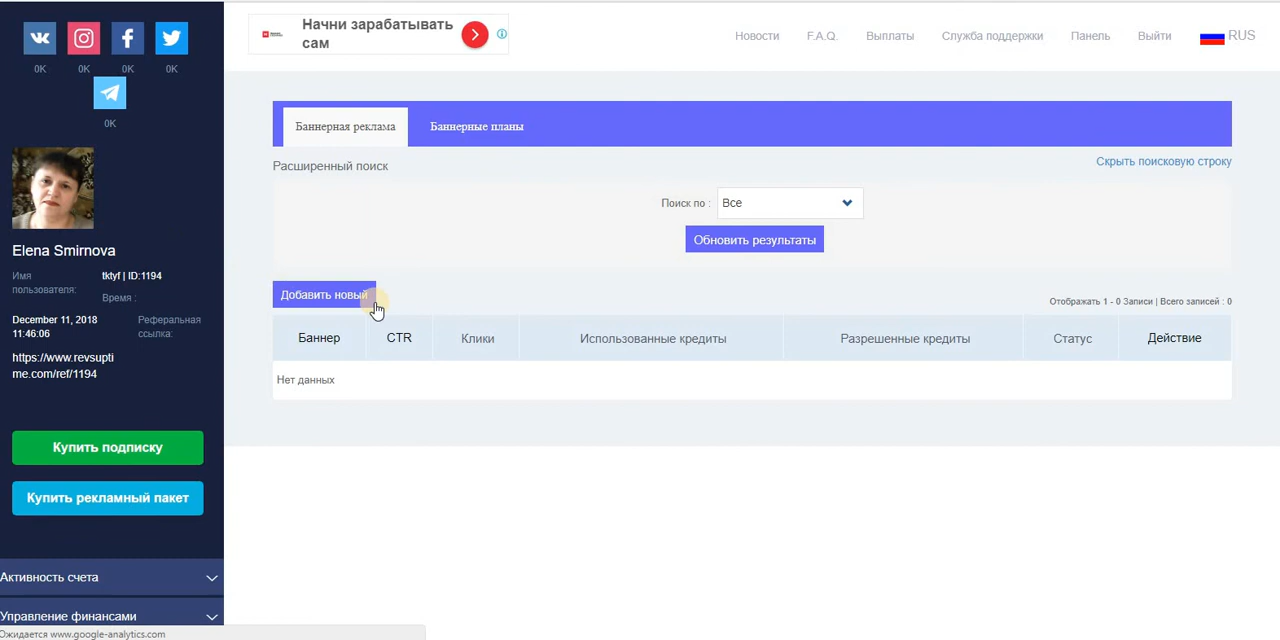 0K
0K
0K
0K
0K
Elena Smirnova
Имя пользователя:
tktyf | ID:1194
Время :
December 11, 2018
11:46:06
Реферальная ссылка:
https://www.revsupti
me.com/ref/1194
Купить подписку
Купить рекламный пакет
Активность счета
Управление финансами
Ожидается www.google-analytics.com
Начни зарабатывать
сам
Новости
F.A.Q.
Выплаты
Служба поддержки
Панель
Выйти
RUS
Баннерная реклама
Баннерные планы
Расширенный поиск
Скрыть поисковую строку
Поиск по :
Все
Обновить результаты
Добавить новый
Отображать 1 - 0 Записи | Всего записей : 0
Баннер
CTR
Клики
Использованные кредиты
Разрешенные кредиты
Статус
Действие
Нет данных